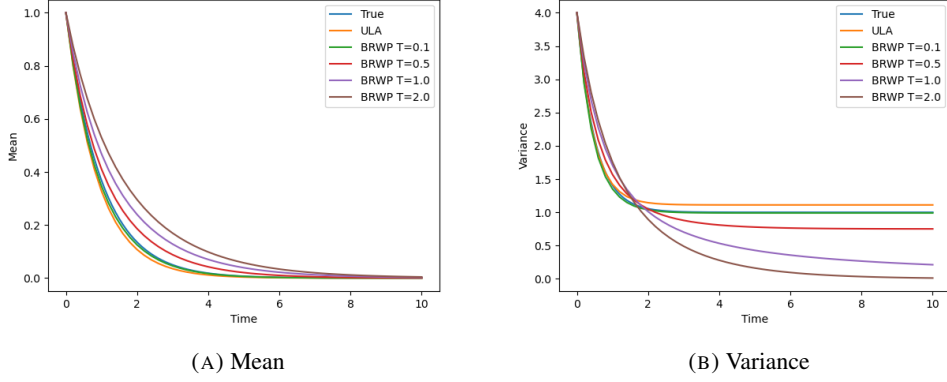 1.0
0.8
0.6
0.4
0.2
0.0
Mean
0
2
4
6
8
10
Time
True
ULA
BRWP T=0.1
BRWP T=0.5
BRWP T=1.0
BRWP T=2.0
(A) Mean
4.0
3.5
3.0
2.5
2.0
1.5
1.0
0.5
0.0
Variance
0
2
4
6
8
10
Time
True
ULA
BRWP T=0.1
BRWP T=0.5
BRWP T=1.0
BRWP T=2.0
(B) Variance